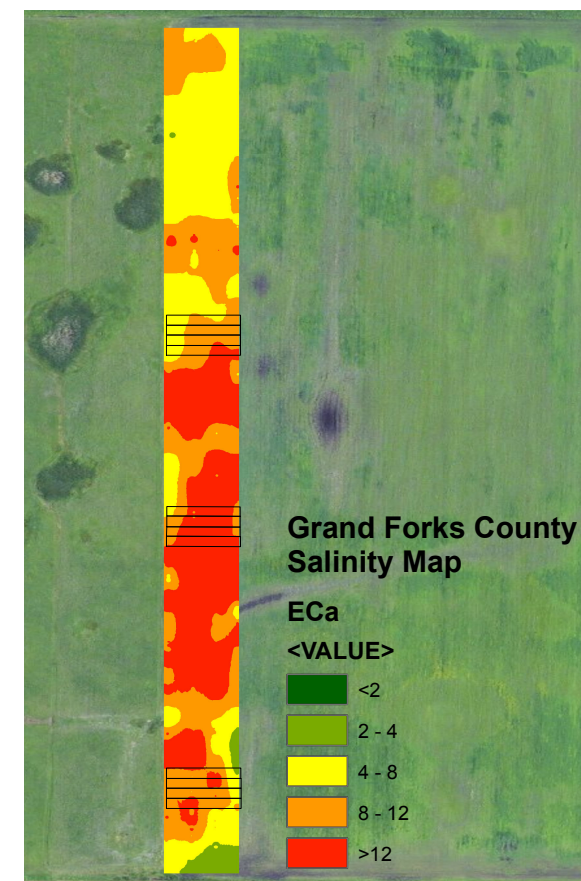 Grand Forks County
Salinity Map
ECa
<VALUE>
<2
2 - 4
4 - 8
8 - 12
>12